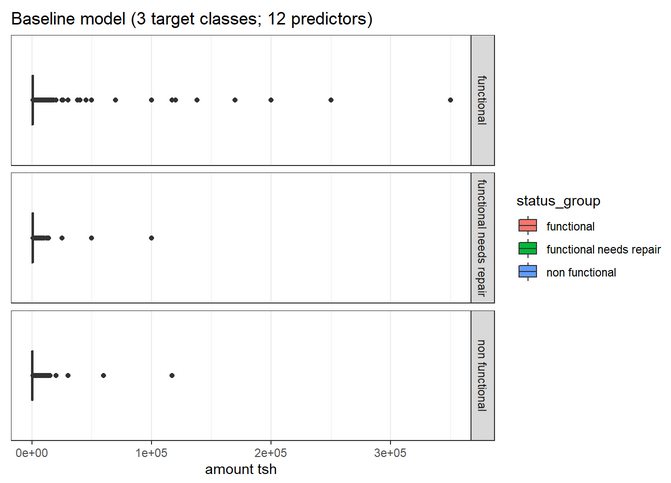 Baseline model (3 target classes; 12 predictors)
functional
functional needs repair
non functional
status_group
functional
functional needs repair
non functional
0e+00 1e+05 2e+05 3e+05
amount tsh